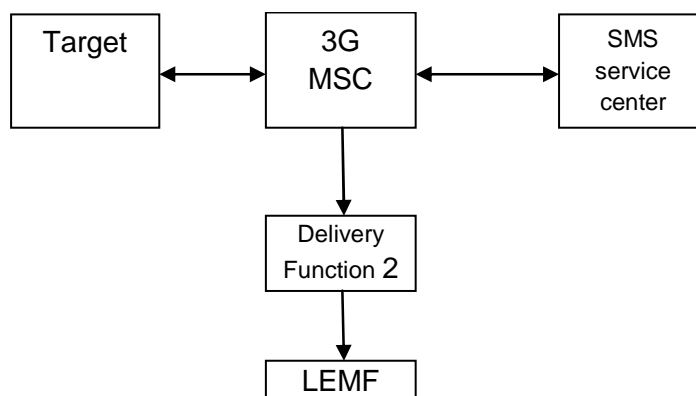 Target
3G
MSC
SMS
service
center
Delivery
Function 2
LEMF